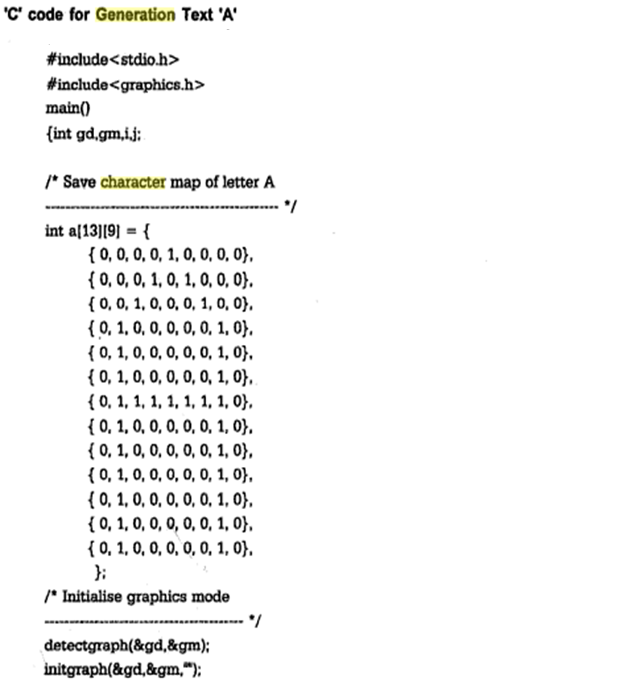 'C' code for Generation Text 'A'
#include<stdio.h>
#include<graphics.h>
main()
{int gd,gm,i,j;
/* Save character map of letter A
------------------------------------------- */
int a[13][9] = {
{ 0, 0, 0, 0, 1, 0, 0, 0, 0},
{ 0, 0, 0, 1, 0, 1, 0, 0, 0},
{ 0, 0, 1, 0, 0, 0, 1, 0, 0},
{ 0, 1, 0, 0, 0, 0, 0, 1, 0},
{ 0, 1, 0, 0, 0, 0, 0, 1, 0},
{ 0, 1, 0, 0, 0, 0, 0, 1, 0},
{ 0, 1, 1, 1, 1, 1, 1, 1, 0},
{ 0, 1, 0, 0, 0, 0, 0, 1, 0},
{ 0, 1, 0, 0, 0, 0, 0, 1, 0},
{ 0, 1, 0, 0, 0, 0, 0, 1, 0},
{ 0, 1, 0, 0, 0, 0, 0, 1, 0},
{ 0, 1, 0, 0, 0, 0, 0, 1, 0},
{ 0, 1, 0, 0, 0, 0, 0, 1, 0},
};
/* Initialise graphics mode
------------------------------------- */
detectgraph(&gd,&gm);
initgraph(&gd,&gm,"");